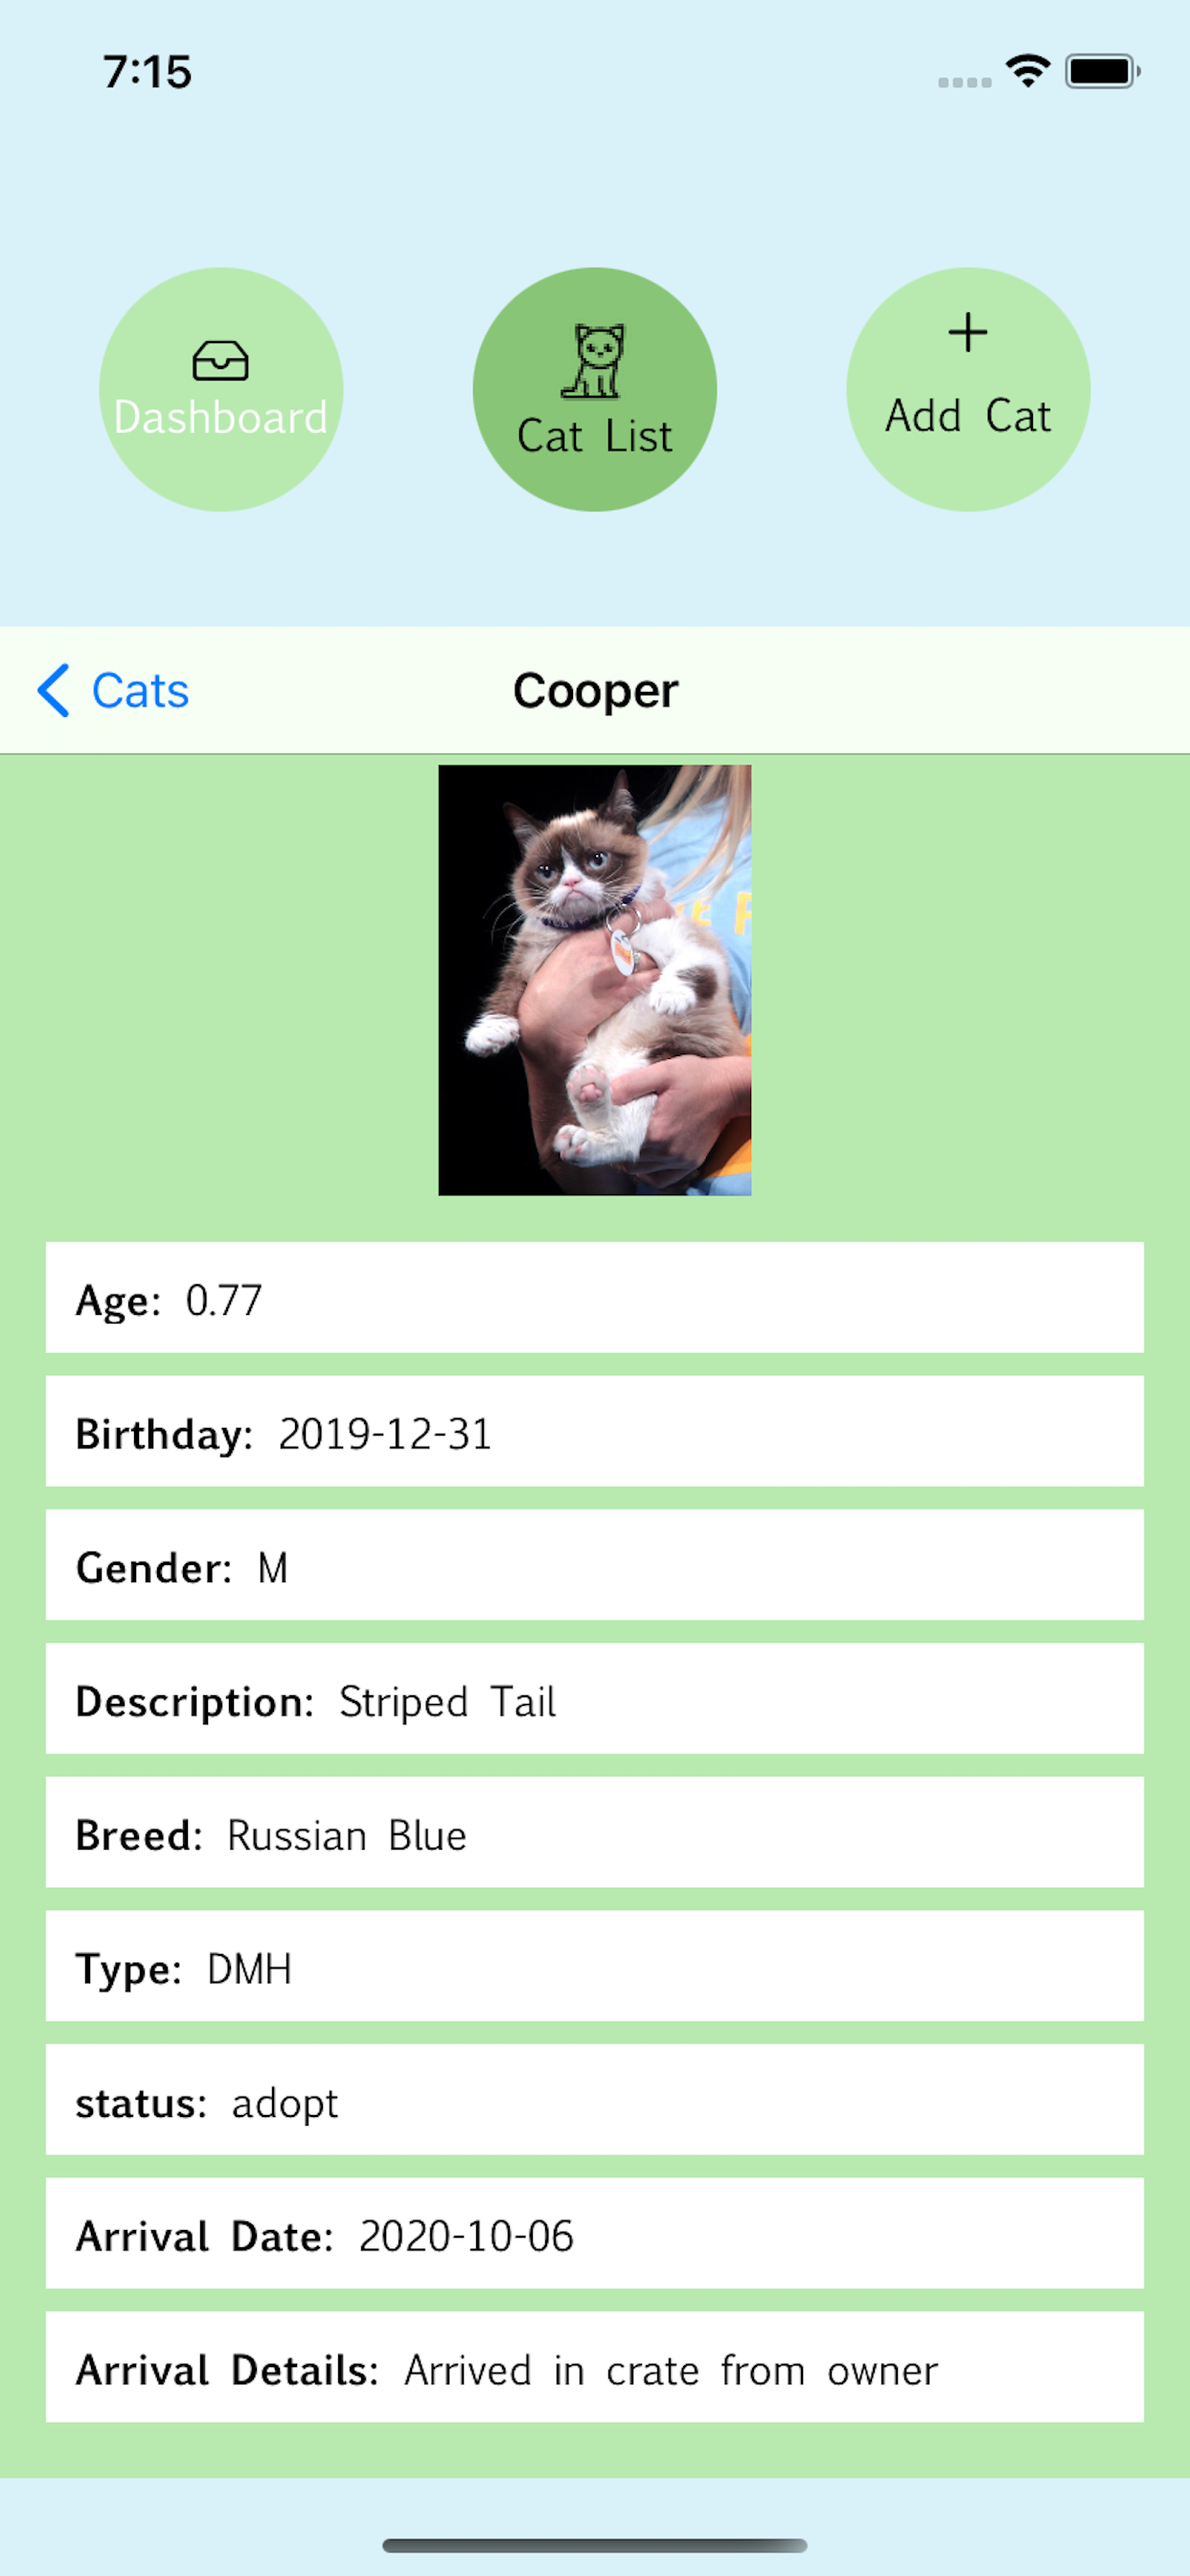 7:15
Dashboard
Cat List
Add Cat
Cats
Cooper
Age: 0.77
Birthday: 2019-12-31
Gender: M
Description: Striped Tail
Breed: Russian Blue
Type: DMH
status: adopt
Arrival Date: 2020-10-06
Arrival Details: Arrived in crate from owner